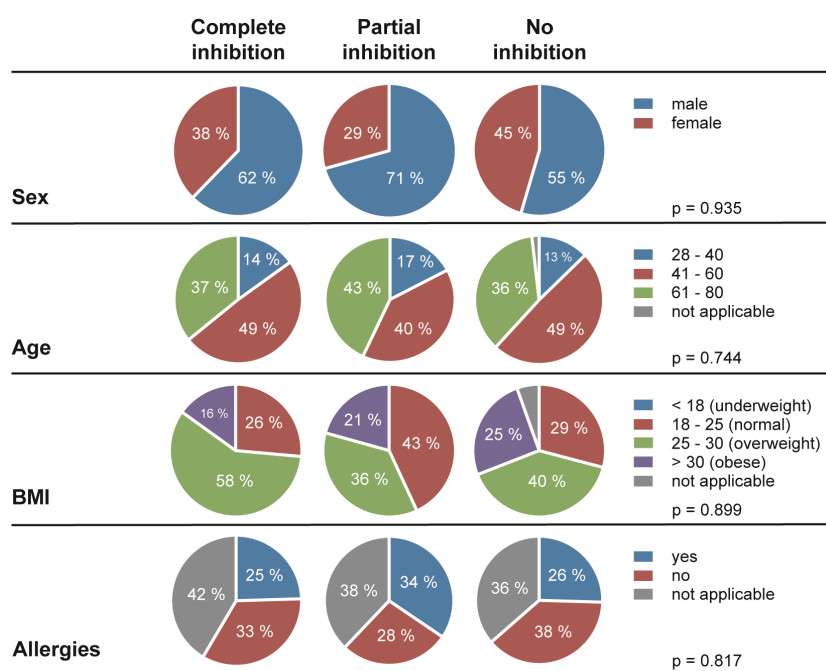 Complete inhibition
Partial inhibition
No inhibition
Sex
38 %
62 %
29 %
71 %
45 %
55 %
male
female
p = 0.935
Age
37 %
14 %
49 %
43 %
17 %
40 %
36 %
13 %
49 %
28 - 40
41 - 60
61 - 80
not applicable
p = 0.744
BMI
16 %
26 %
58 %
21 %
43 %
36 %
25 %
29 %
40 %
< 18 (underweight)
18 - 25 (normal)
25 - 30 (overweight)
> 30 (obese)
not applicable
p = 0.899
Allergies
42 %
25 %
33 %
38 %
34 %
28 %
36 %
26 %
38 %
yes
no
not applicable
p = 0.817